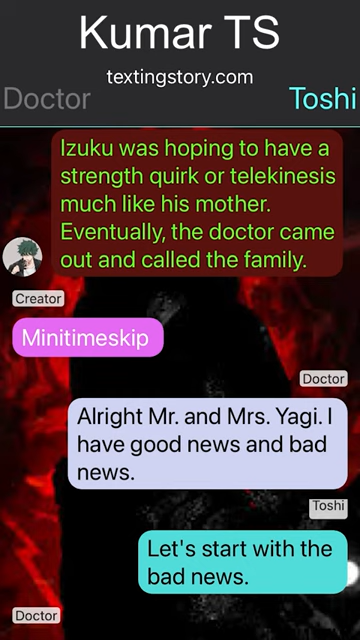 Kumar TS
textingstory.com
Doctor
Toshi
Izuku was hoping to have a
strength quirk or telekinesis
much like his mother.
Eventually, the doctor came
out and called the family.
Creator
Minitimeskip
Doctor
Alright Mr. and Mrs. Yagi. I
have good news and bad
news.
Toshi
Let's start with the
bad news.
Doctor